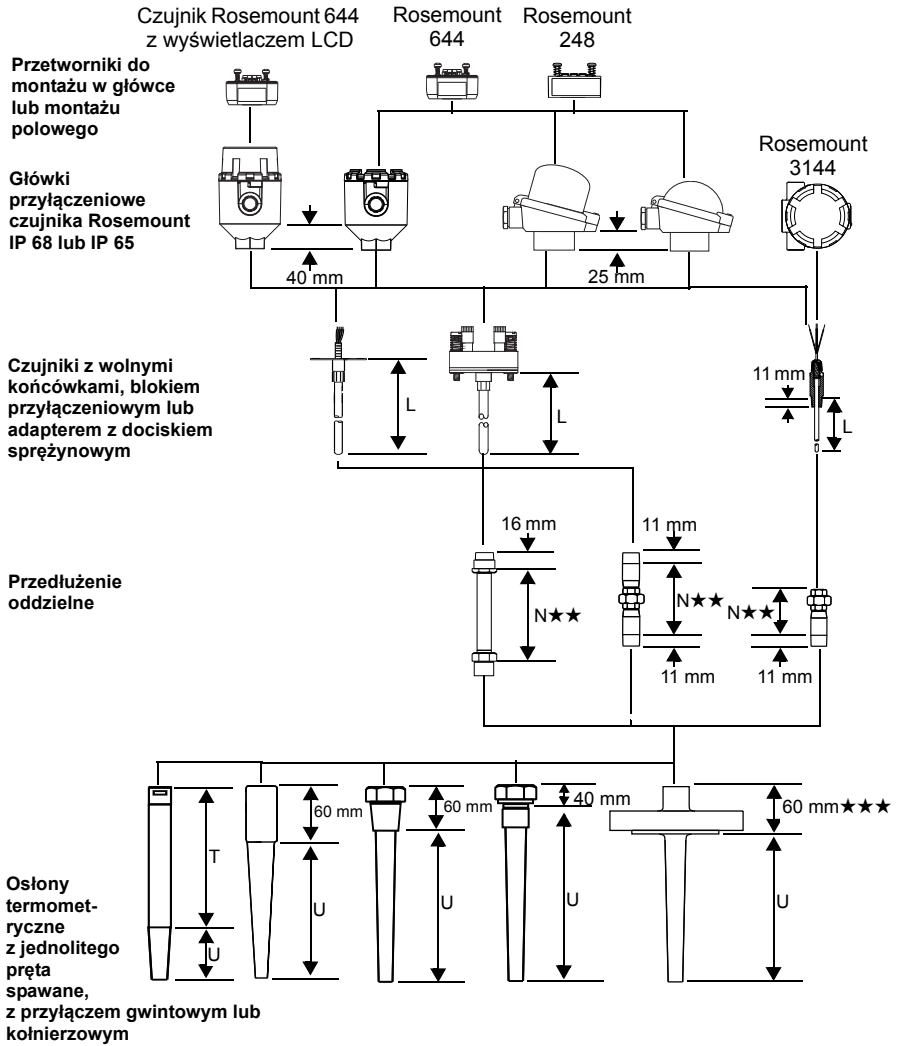 Czujnik Rosemount 644
z wyświetlaczem LCD
Rosemount
644
Rosemount
248
Przetworniki do
montażu w główce
lub montażu
polowego
Rosemount
3144
Główki
przyłączeniowe
czujnika Rosemount
IP 68 lub IP 65
40 mm
25 mm
Czujniki z wolnymi
końcówkami, blokiem
przyłączeniowym lub
adapterem z dociskiem
sprężynowym
L
L
11 mm
L
Przedłużenie
oddzielne
16 mm
N★★
11 mm
N★★
11 mm
N★★
11 mm
T
U
60 mm
U
60 mm
U
40 mm
U
60 mm★★★
U
Osłony
termomet-
ryczne
z jednolitego
pręta
spawane,
z przyłączem gwintowym lub
kołnierzowym